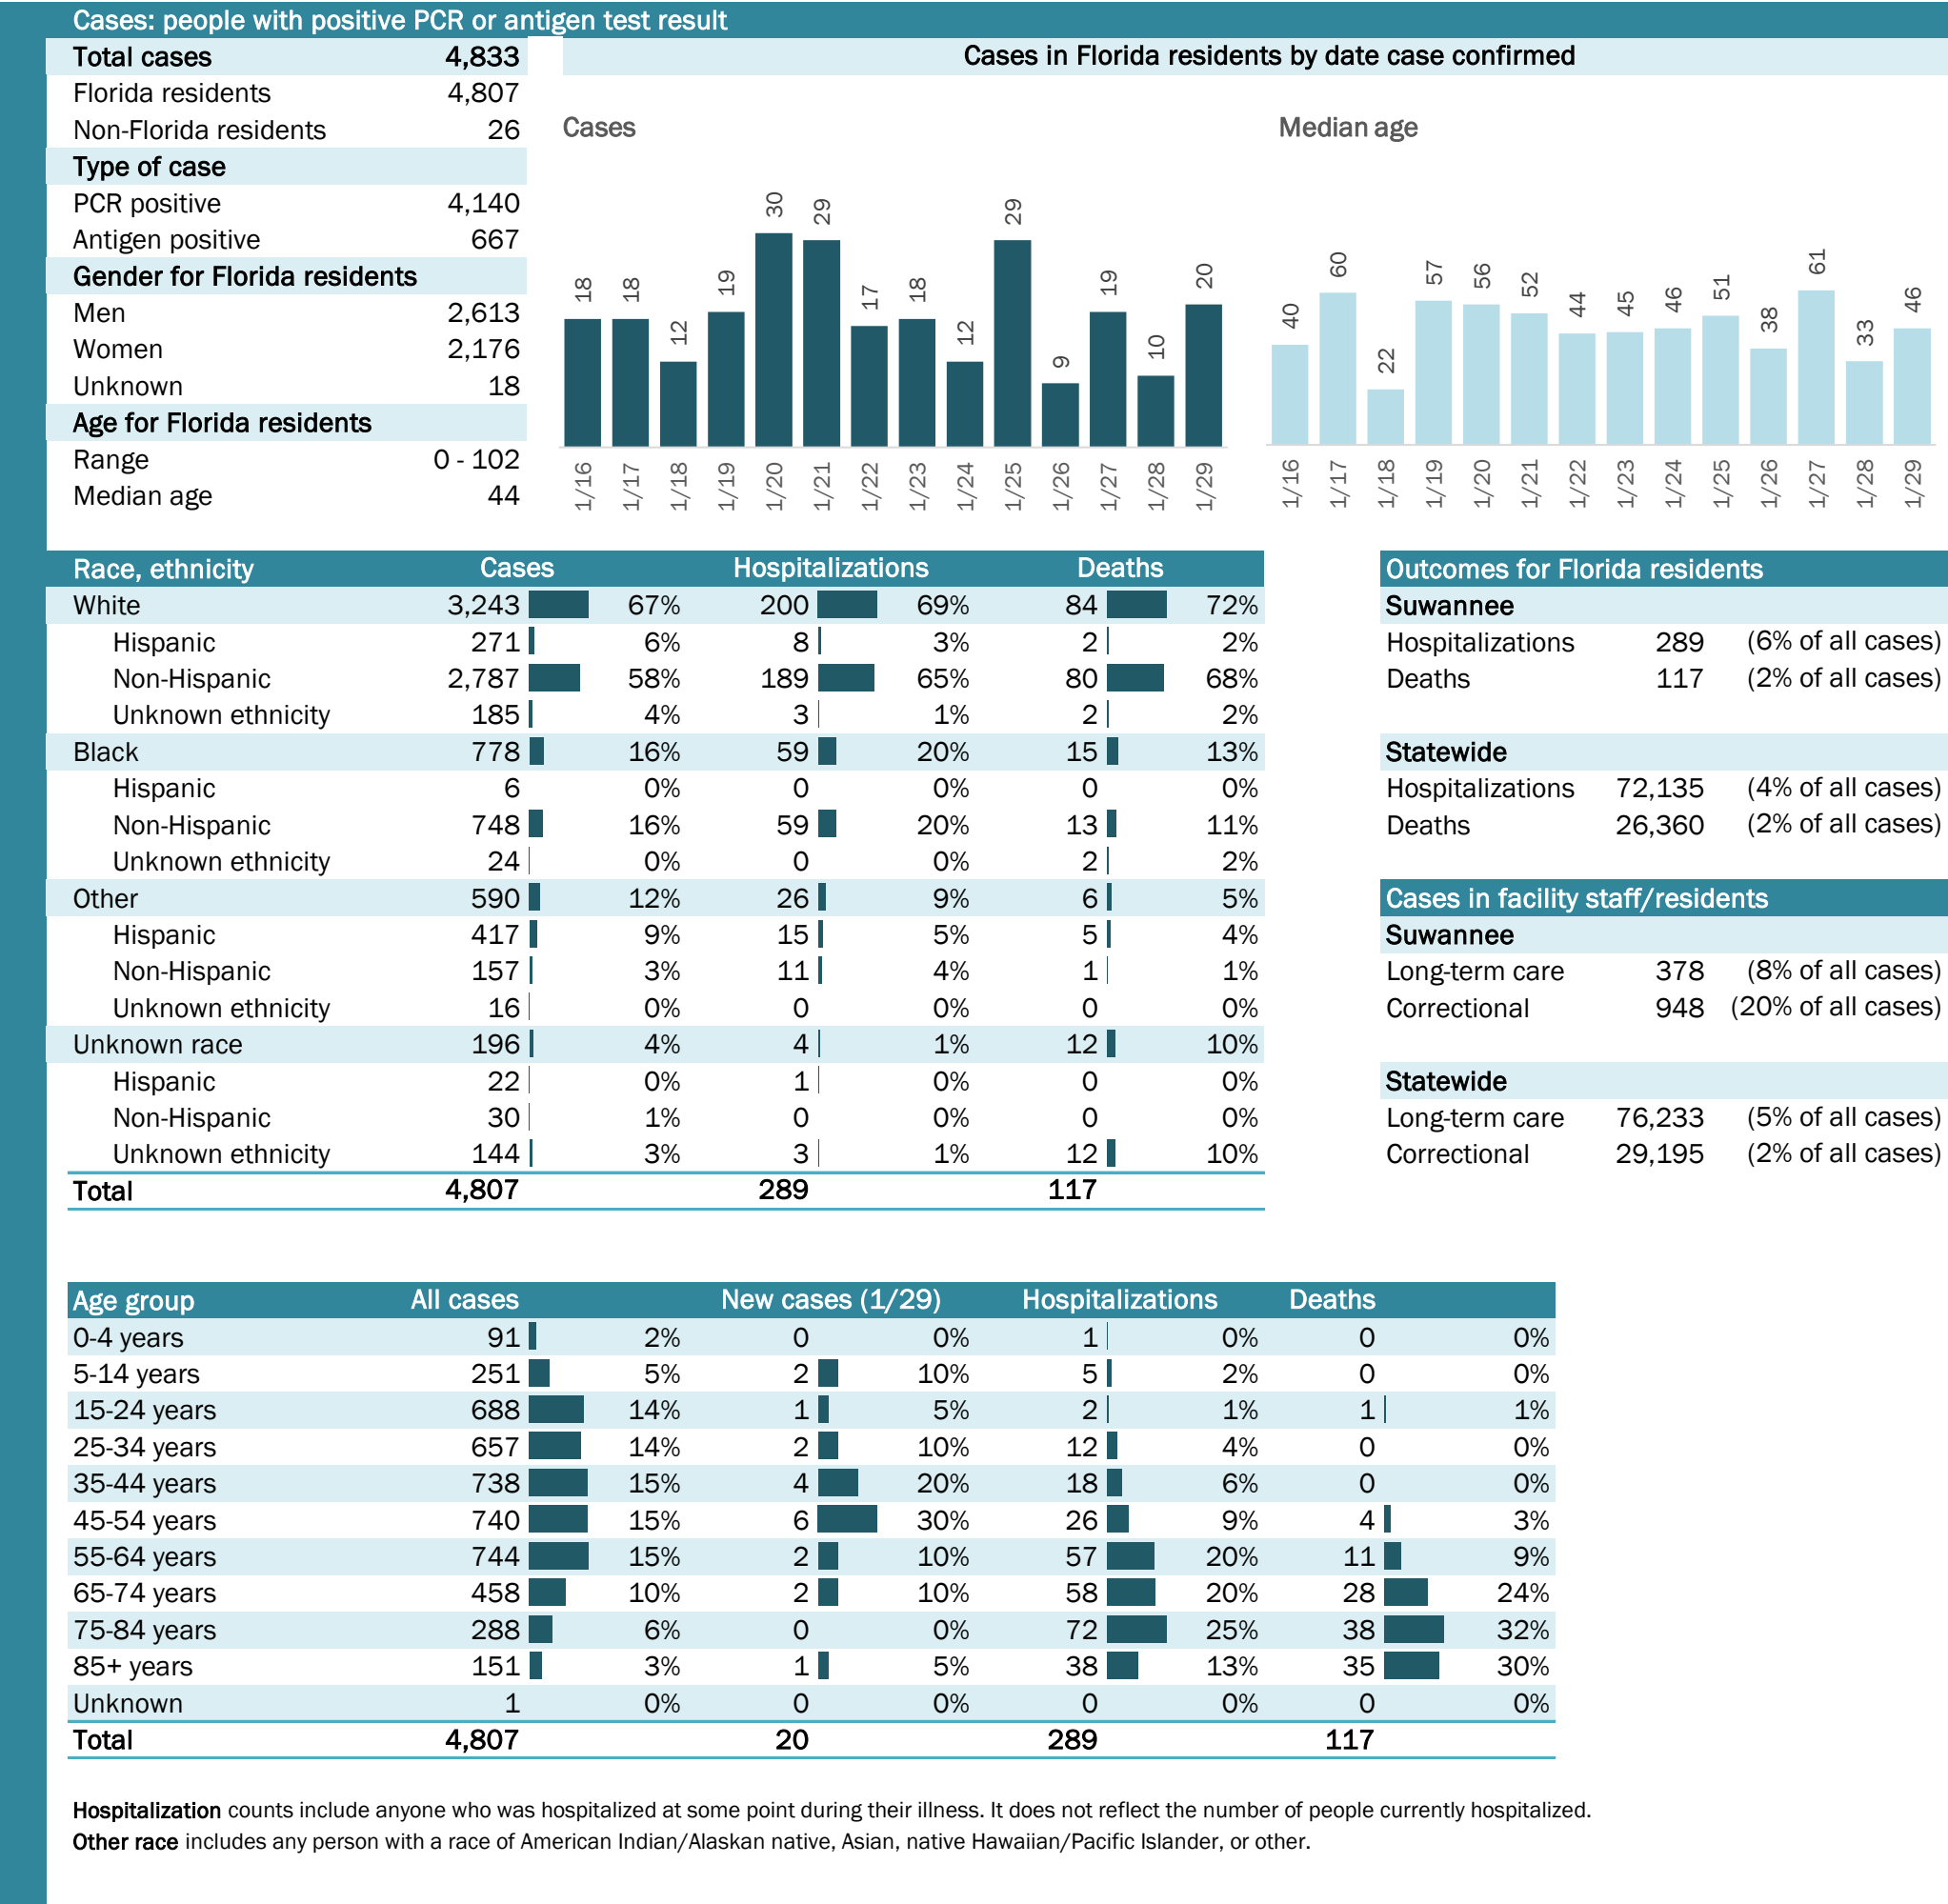 Cases: people with positive PCR or antigen test result
Total cases 4,833
Florida residents 4,807
Non-Florida residents 26
Type of case
PCR positive 4,140
Antigen positive 667
Gender for Florida residents
Men 2,613
Women 2,176
Unknown 18
Age for Florida residents
Range 0 - 102
Median age 44
Cases in Florida residents by date case confirmed
Cases
18 18 12 19 30 29 17 18 12 29 9 19 10 20
1/16 1/17 1/18 1/19 1/20 1/21 1/22 1/23 1/24 1/25 1/26 1/27 1/28 1/29
Median age
40 60 22 57 56 52 44 45 46 51 38 61 33 46
1/16 1/17 1/18 1/19 1/20 1/21 1/22 1/23 1/24 1/25 1/26 1/27 1/28 1/29
Race, ethnicity Cases Hospitalizations Deaths
White 3,243 67% 200 69% 84 72%
Hispanic 271 6% 8 3% 2 2%
Non-Hispanic 2,787 58% 189 65% 80 68%
Unknown ethnicity 185 4% 3 1% 2 2%
Black 778 16% 59 20% 15 13%
Hispanic 6 0% 0 0% 0 0%
Non-Hispanic 748 16% 59 20% 13 11%
Unknown ethnicity 24 0% 0 0% 2 2%
Other 590 12% 26 9% 6 5%
Hispanic 417 9% 15 5% 5 4%
Non-Hispanic 157 3% 11 4% 1 1%
Unknown ethnicity 16 0% 0 0% 0 0%
Unknown race 196 4% 4 1% 12 10%
Hispanic 22 0% 1 0% 0 0%
Non-Hispanic 30 1% 0 0% 0 0%
Unknown ethnicity 144 3% 3 1% 12 10%
Total 4,807 289 117
Outcomes for Florida residents
Suwannee
Hospitalizations 289 (6% of all cases)
Deaths 117 (2% of all cases)
Statewide
Hospitalizations 72,135 (4% of all cases)
Deaths 26,360 (2% of all cases)
Cases in facility staff/residents
Suwannee
Long-term care 378 (8% of all cases)
Correctional 948 (20% of all cases)
Statewide
Long-term care 76,233 (5% of all cases)
Correctional 29,195 (2% of all cases)
Age group All cases New cases (1/29) Hospitalizations Deaths
0-4 years 91 2% 0 0% 1 0% 0 0%
5-14 years 251 5% 2 10% 5 2% 0 0%
15-24 years 688 14% 1 5% 2 1% 1 1%
25-34 years 657 14% 2 10% 12 4% 0 0%
35-44 years 738 15% 4 20% 18 6% 0 0%
45-54 years 740 15% 6 30% 26 9% 4 3%
55-64 years 744 15% 2 10% 57 20% 11 9%
65-74 years 458 10% 2 10% 58 20% 28 24%
75-84 years 288 6% 0 0% 72 25% 38 32%
85+ years 151 3% 1 5% 38 13% 35 30%
Unknown 1 0% 0 0% 0 0% 0 0%
Total 4,807 20 289 117
Hospitalization counts include anyone who was hospitalized at some point during their illness. It does not reflect the number of people currently hospitalized.
Other race includes any person with a race of American Indian/Alaskan native, Asian, native Hawaiian/Pacific Islander, or other.